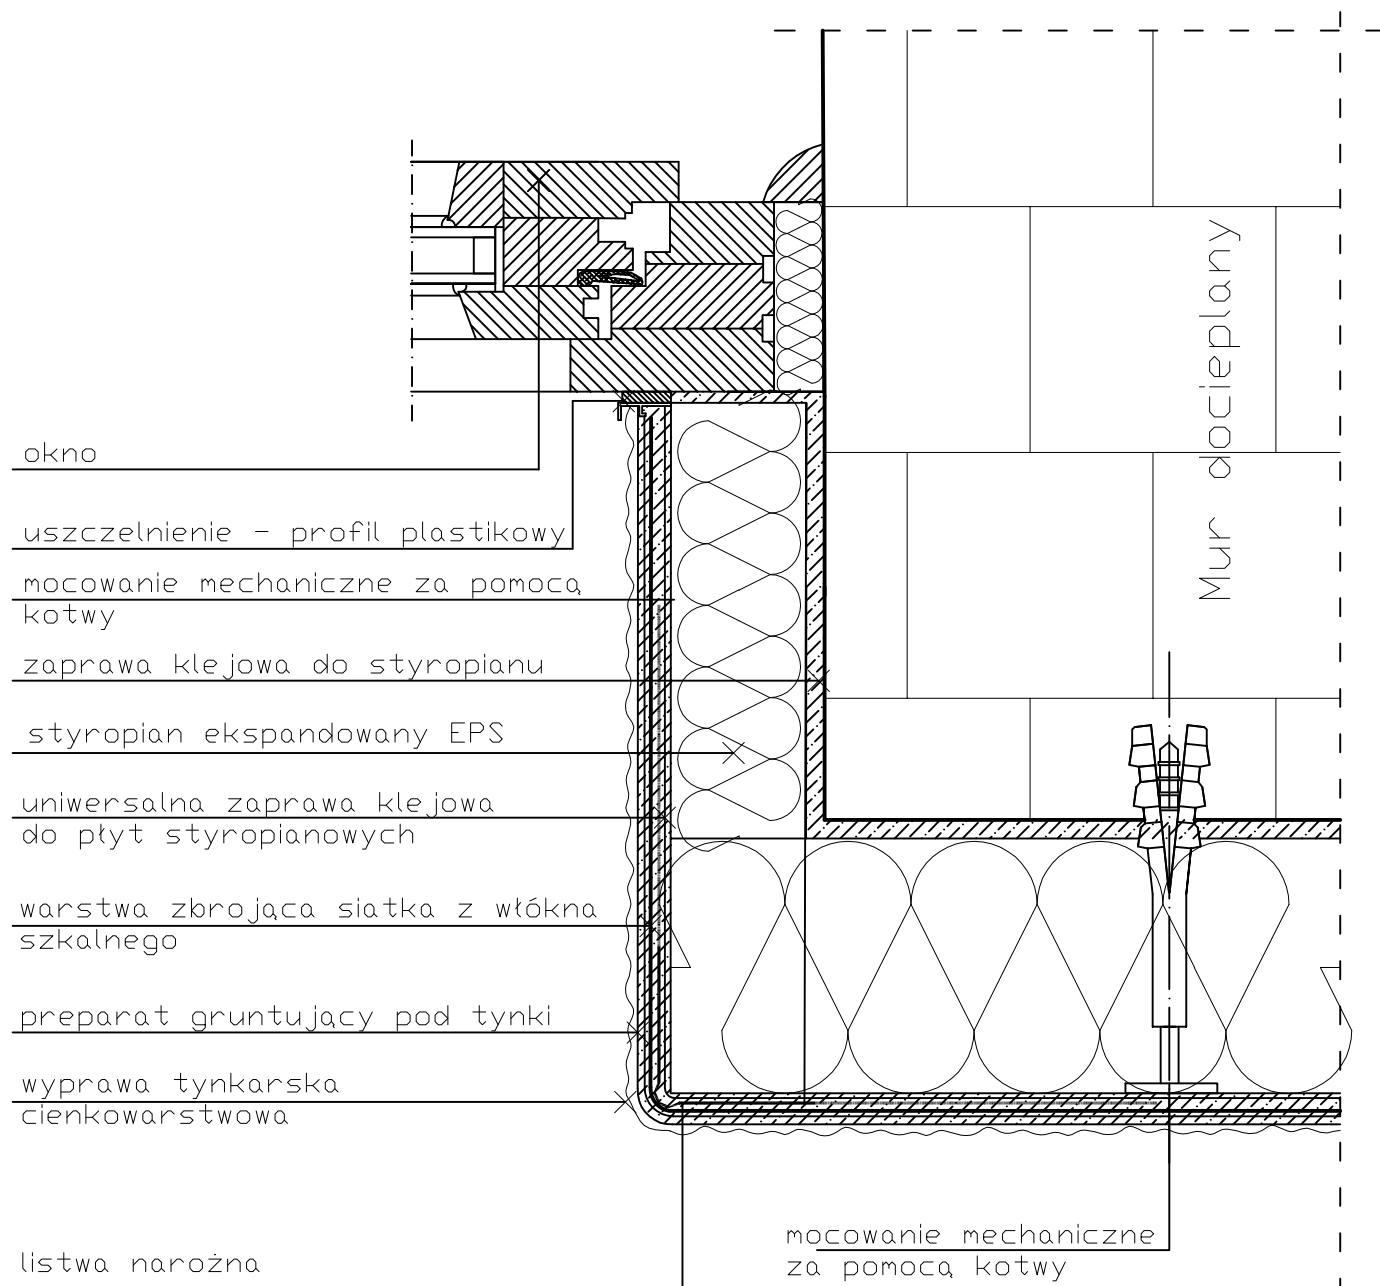 Mur docieplany
okno
uszczelnienie - profil plastikowy
mocowanie mechaniczne za pomocą
kotwy
zaprawa klejowa do styropianu
styropian ekspandowany EPS
uniwersalna zaprawa klejowa
do płyt styropianowych
warstwa zbrojąca siatka z włókna
szkalnego
preparat gruntujący pod tynki
wyprawa tynkarska
cienkowarstwowa
listwa narożna
mocowanie mechaniczne
za pomocą kotwy